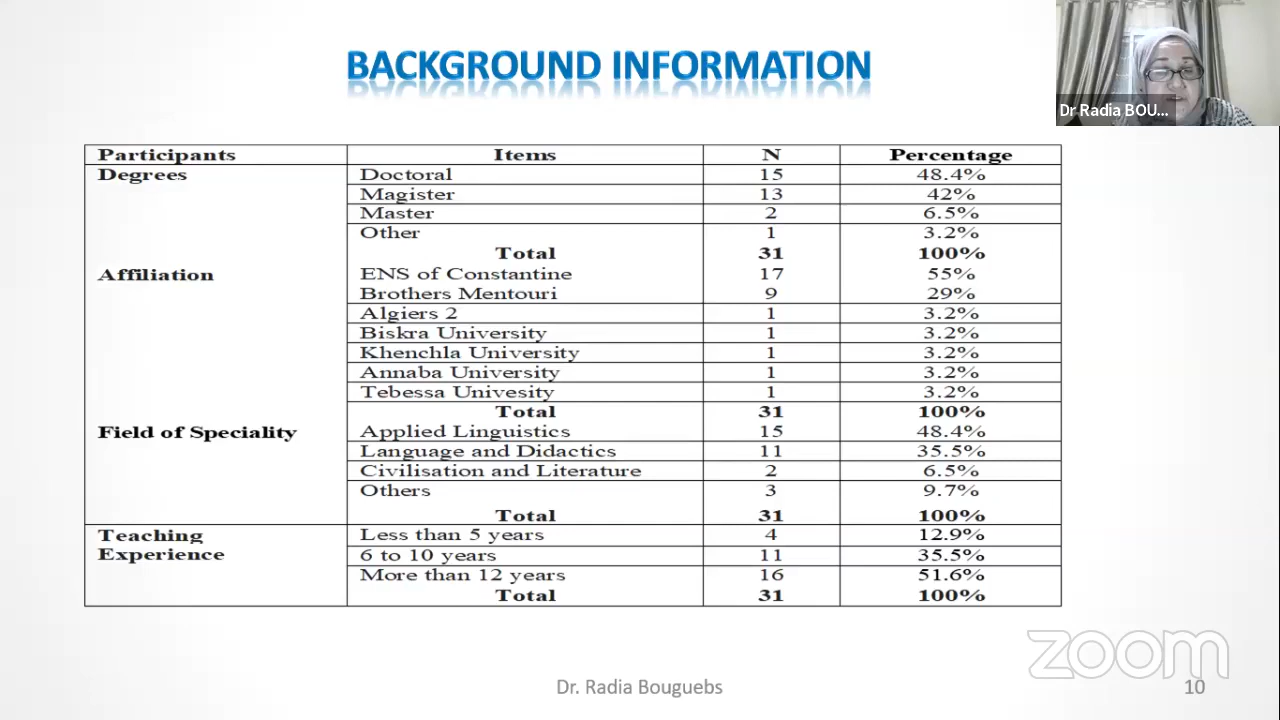 BACKGROUND INFORMATION
Dr Radia BOU...
Participants Items N Percentage
Degrees Doctoral 15 48.4%
Magister 13 42%
Master 2 6.5%
Other 1 3.2%
Total 31 100%
Affiliation ENS of Constantine 17 55%
Brothers Mentouri 9 29%
Algiers 2 1 3.2%
Biskra University 1 3.2%
Khenchla University 1 3.2%
Annaba University 1 3.2%
Tebessa Univesity 1 3.2%
Total 31 100%
Field of Speciality Applied Linguistics 15 48.4%
Language and Didactics 11 35.5%
Civilisation and Literature 2 6.5%
Others 3 9.7%
Total 31 100%
Teaching Less than 5 years 4 12.9%
Experience 6 to 10 years 11 35.5%
More than 12 years 16 51.6%
Total 31 100%
zoom
Dr. Radia Bouguebs 10